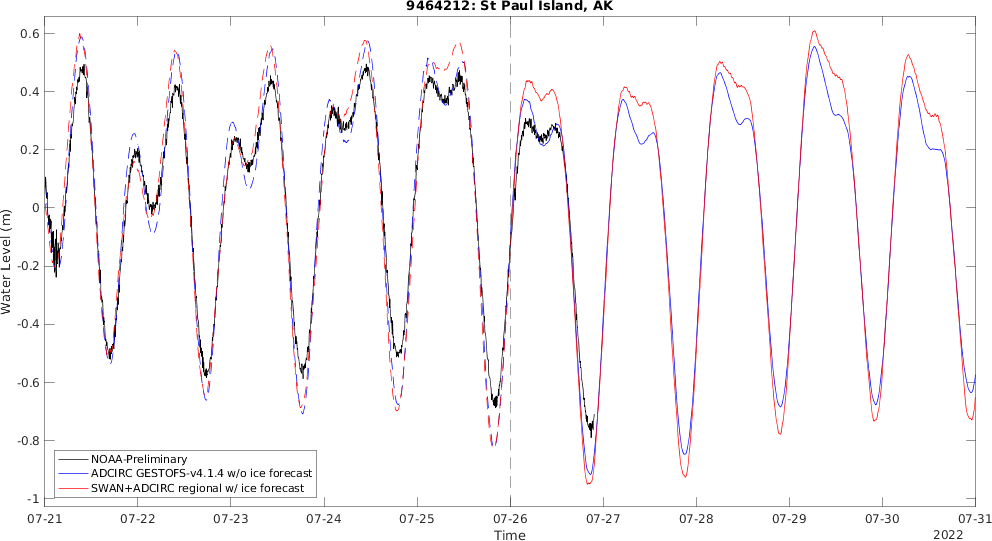 9464212: St Paul Island, AK
0.6
0.4
0.2
0
-0.2
-0.4
-0.6
-0.8
-1
Water Level (m)
NOAA-Preliminary
ADCIRC GESTOFS-v4.1.4 w/o ice forecast
SWAN+ADCIRC regional w/ ice forecast
07-21 07-22 07-23 07-24 07-25 07-26 07-27 07-28 07-29 07-30 07-31
Time
2022